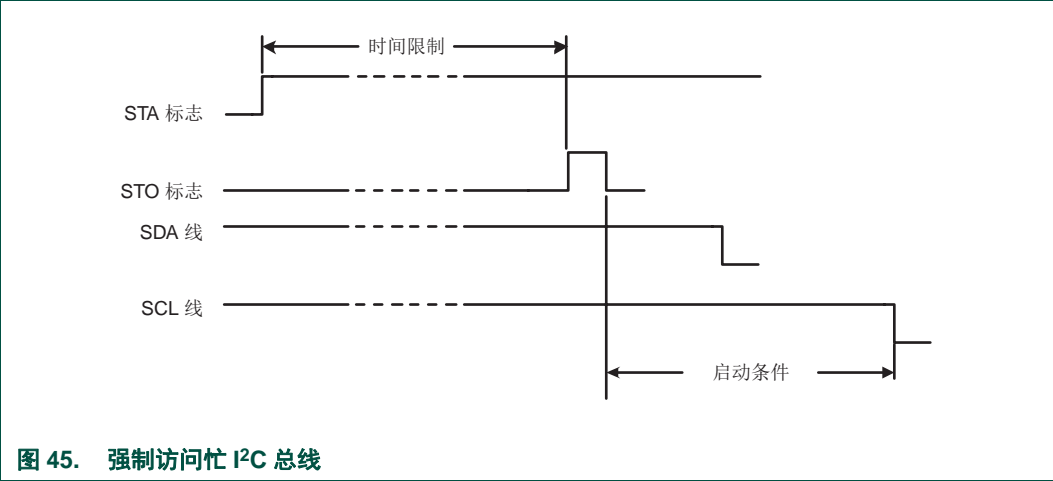 时间限制
STA 标志
STO 标志
SDA 线
SCL 线
启动条件
图 45. 强制访问忙 I²C 总线